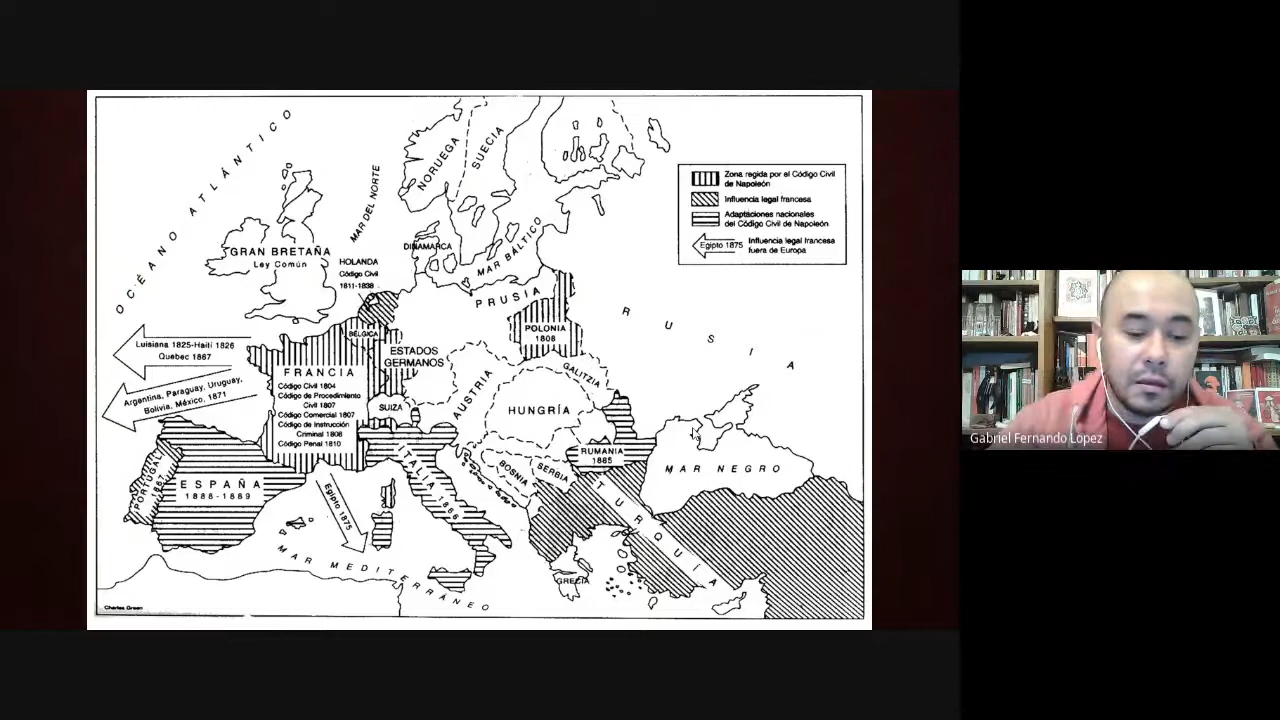 OCÉANO ATLÁNTICO
MAR DEL NORTE
NORUEGA
SUECIA
Zona regida por el Código Civil
de Napoleón
Influencia legal francesa
Adaptaciones nacionales
del Código Civil de Napoleón
Egipto 1875
Influencia legal francesa
fuera de Europa
GRAN BRETAÑA
Ley Común
DINAMARCA
MAR BÁLTICO
HOLANDA
Código Civil
1811-1838
PRUSIA
RUSIA
BÉLGICA
POLONIA
1808
Luisiana 1825-Haití 1826
Quebec 1867
ESTADOS
GERMANOS
FRANCIA
Código Civil 1804
Código de Procedimiento
Civil 1807
Código Comercial 1807
Código de Instrucción
Criminal 1808
Código Penal 1810
Argentina, Paraguay, Uruguay,
Bolivia, México, 1871
SUIZA
AUSTRIA
GALITZIA
HUNGRÍA
PORTUGAL
1867
ESPAÑA
1888-1889
ITALIA 1866
BOSNIA
SERBIA
RUMANIA
1865
MAR NEGRO
TURQUÍA
Egipto 1875
MAR MEDITERRÁNEO
GRECIA
Charles Green
Gabriel Fernando Lopez